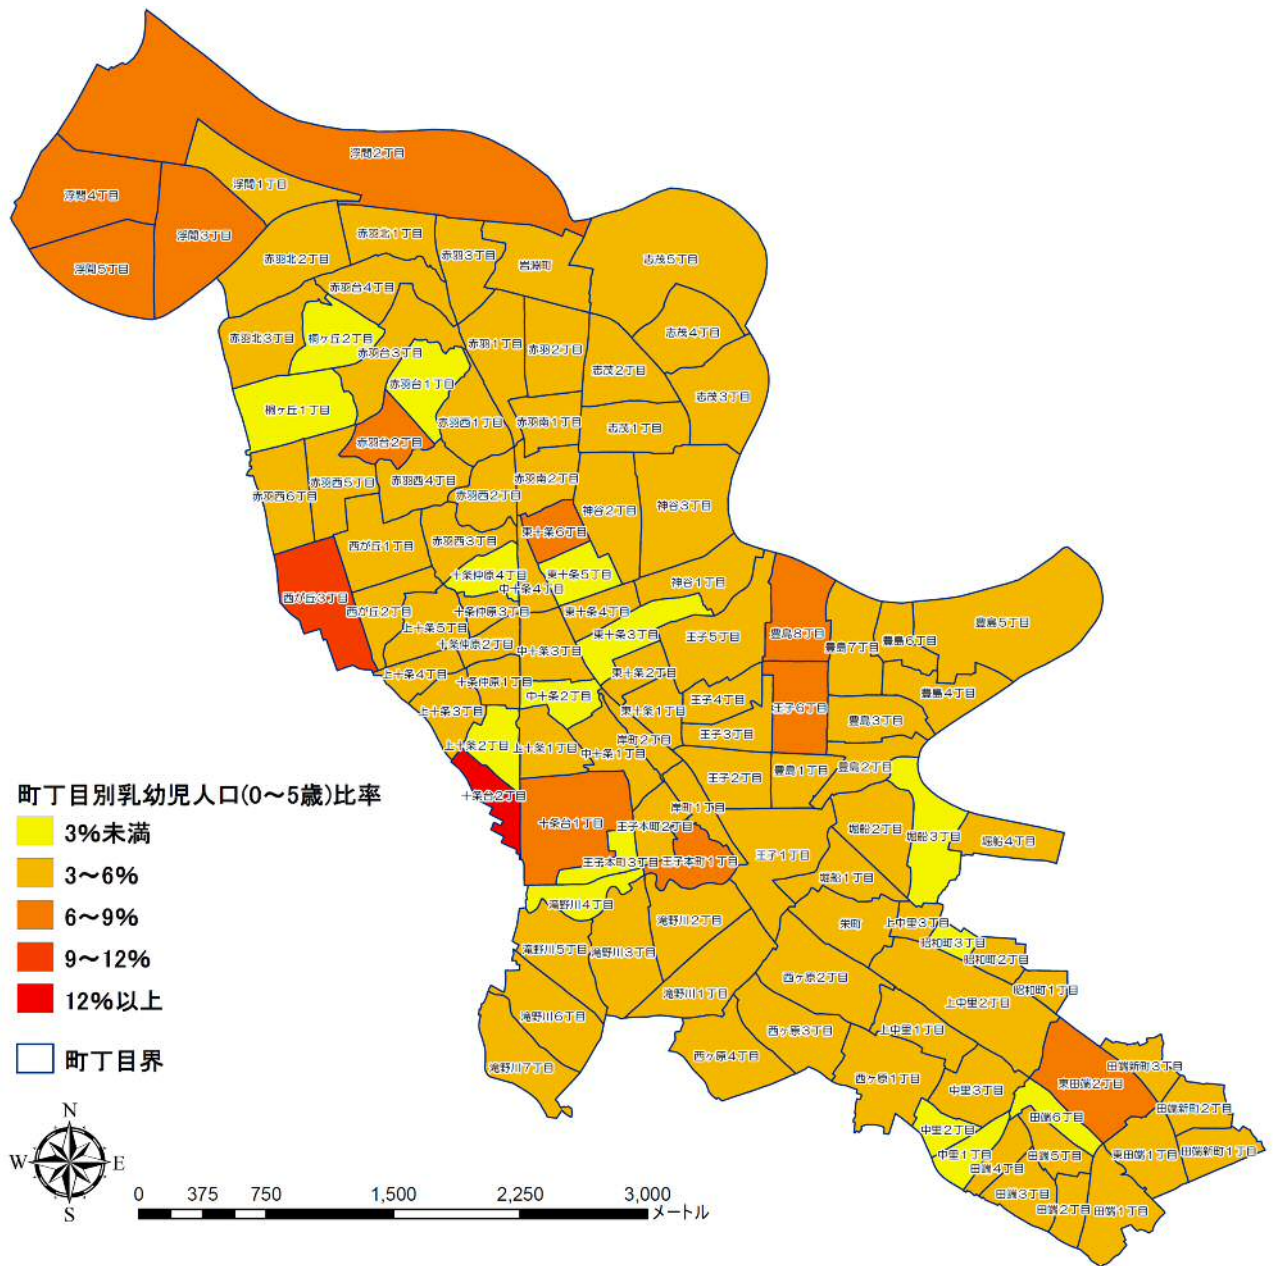 浮間2丁目
浮間4丁目
浮間1丁目
浮間3丁目
浮間5丁目
赤羽北1丁目
赤羽北2丁目
赤羽3丁目
岩淵町
志茂5丁目
赤羽台4丁目
赤羽北3丁目
桐ヶ丘2丁目
赤羽台3丁目
赤羽1丁目
赤羽2丁目
志茂4丁目
志茂2丁目
赤羽台1丁目
志茂3丁目
桐ヶ丘1丁目
赤羽西1丁目
赤羽南1丁目
志茂1丁目
赤羽台2丁目
赤羽西5丁目
赤羽西4丁目
赤羽南2丁目
赤羽西6丁目
赤羽西2丁目
神谷2丁目
神谷3丁目
東十条6丁目
西が丘1丁目
赤羽西3丁目
十条仲原4丁目
東十条5丁目
神谷1丁目
中十条4丁目
西が丘3丁目
西が丘2丁目
十条仲原3丁目
東十条4丁目
上十条5丁目
東十条3丁目
王子5丁目
豊島8丁目
豊島7丁目
豊島6丁目
豊島5丁目
十条仲原2丁目
中十条3丁目
上十条4丁目
十条仲原1丁目
東十条2丁目
中十条2丁目
豊島4丁目
上十条3丁目
東十条1丁目
王子4丁目
王子6丁目
豊島3丁目
上十条2丁目
上十条1丁目
岸町2丁目
王子3丁目
中十条1丁目
王子2丁目
豊島1丁目
豊島2丁目
町丁目別乳幼児人口(0～5歳)比率
十条台2丁目
岸町1丁目
3%未満
十条台1丁目
王子本町2丁目
堀船2丁目
堀船3丁目
堀船4丁目
王子本町3丁目
王子本町1丁目
王子1丁目
3～6%
堀船1丁目
滝野川4丁目
6～9%
滝野川2丁目
栄町
上中里3丁目
昭和町3丁目
滝野川5丁目
滝野川3丁目
昭和町2丁目
9～12%
西ヶ原2丁目
滝野川1丁目
昭和町1丁目
12%以上
上中里2丁目
滝野川6丁目
西ヶ原3丁目
上中里1丁目
町丁目界
西ヶ原4丁目
滝野川7丁目
田端新町3丁目
西ヶ原1丁目
中里3丁目
東田端2丁目
田端新町2丁目
田端6丁目
中里2丁目
中里1丁目
田端5丁目
東田端1丁目
田端新町1丁目
田端4丁目
田端3丁目
田端2丁目
田端1丁目
N
W E
S
0 375 750 1,500 2,250 3,000
メートル